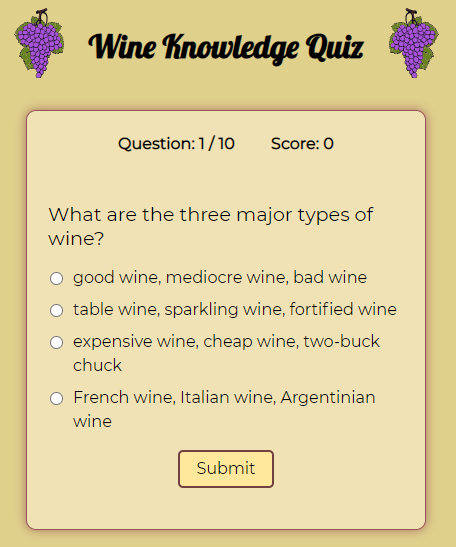 Wine Knowledge Quiz
Question: 1 / 10 Score: 0
What are the three major types of
wine?
good wine, mediocre wine, bad wine
table wine, sparkling wine, fortified wine
expensive wine, cheap wine, two-buck
chuck
French wine, Italian wine, Argentinian
wine
Submit